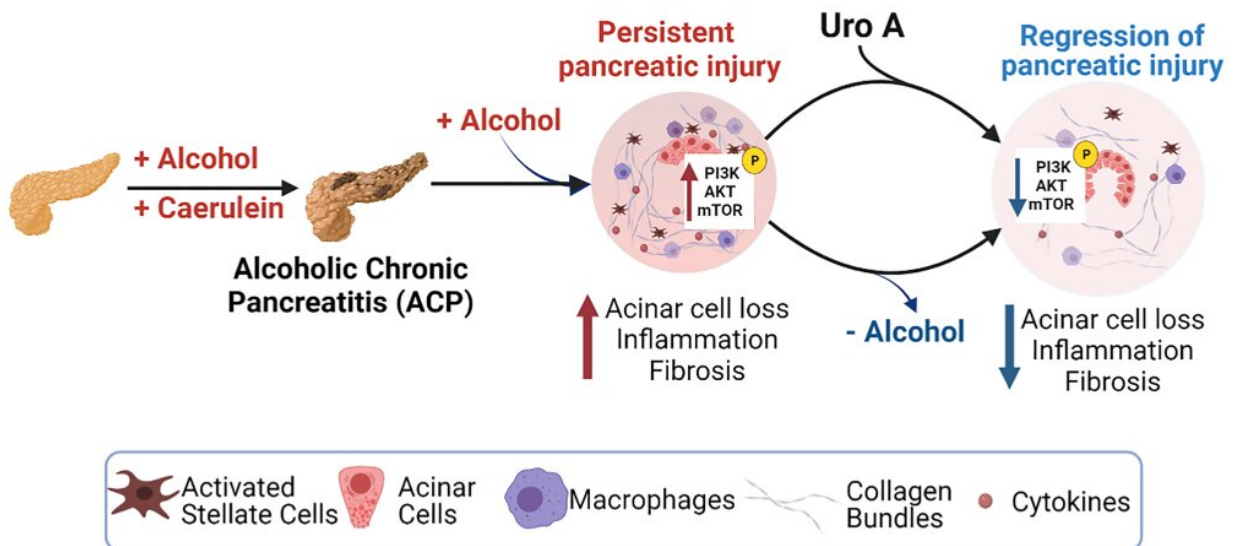 + Alcohol
+ Caerulein
Alcoholic Chronic
Pancreatitis (ACP)
+ Alcohol
Persistent
pancreatic injury
P
PI3K
AKT
mTOR
Acinar cell loss
Inflammation
Fibrosis
Uro A
- Alcohol
Regression of
pancreatic injury
P
PI3K
AKT
mTOR
Acinar cell loss
Inflammation
Fibrosis
Activated
Stellate Cells
Acinar
Cells
Macrophages
Collagen
Bundles
Cytokines